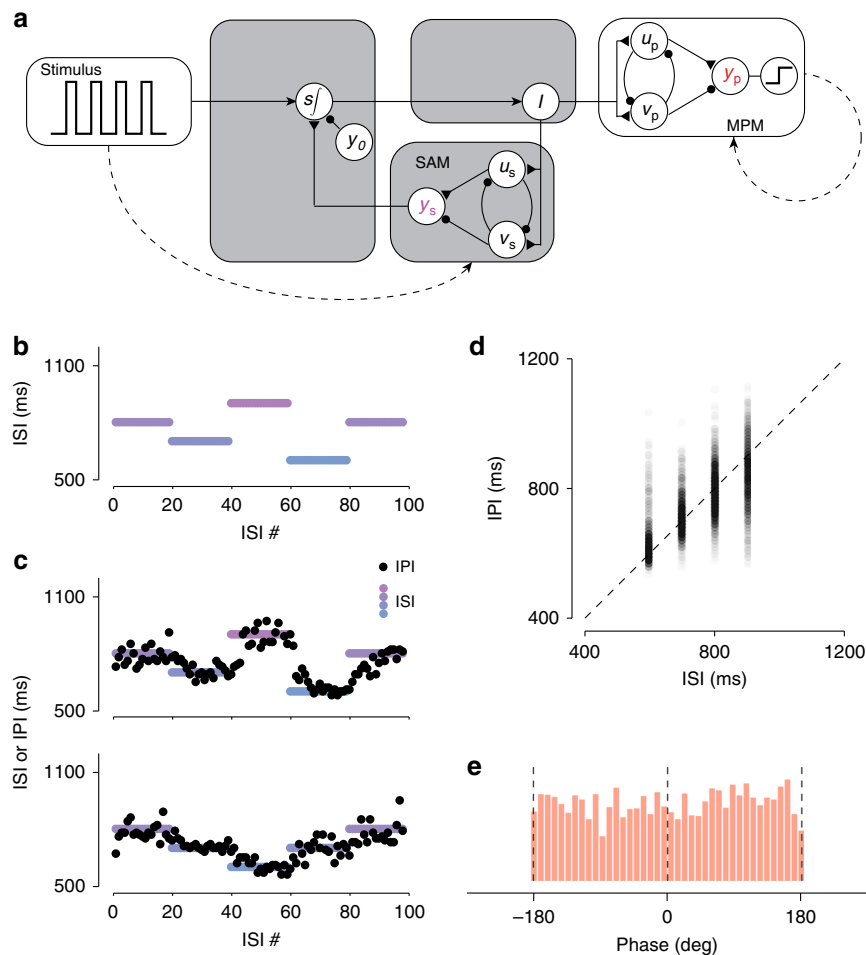 a
Stimulus
s∫
y0
I
SAM
ys
us
vs
up
vp
yp
MPM
b
ISI (ms)
1100
500
0 20 40 60 80 100
ISI #
c
IPI
ISI
ISI or IPI (ms)
1100
500
1100
500
0 20 40 60 80 100
ISI #
d
IPI (ms)
1200
800
400
400 800 1200
ISI (ms)
e
−180 0 180
Phase (deg)